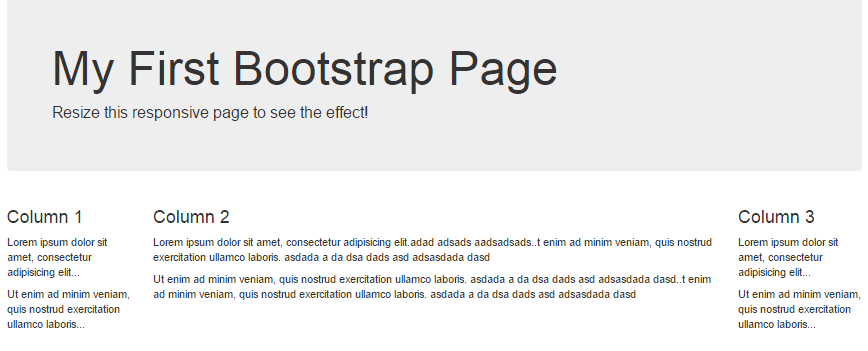 My First Bootstrap Page
Resize this responsive page to see the effect!
Column 1
Lorem ipsum dolor sit
amet, consectetur
adipisicing elit...
Ut enim ad minim veniam,
quis nostrud exercitation
ullamco laboris...
Column 2
Lorem ipsum dolor sit amet, consectetur adipisicing elit.adad adsads aadsadsads..t enim ad minim veniam, quis nostrud
exercitation ullamco laboris. asdada a da dsa dads asd adsasdada dasd
Ut enim ad minim veniam, quis nostrud exercitation ullamco laboris. asdada a da dsa dads asd adsasdada dasd..t enim
ad minim veniam, quis nostrud exercitation ullamco laboris. asdada a da dsa dads asd adsasdada dasd
Column 3
Lorem ipsum dolor sit
amet, consectetur
adipisicing elit...
Ut enim ad minim veniam,
quis nostrud exercitation
ullamco laboris...